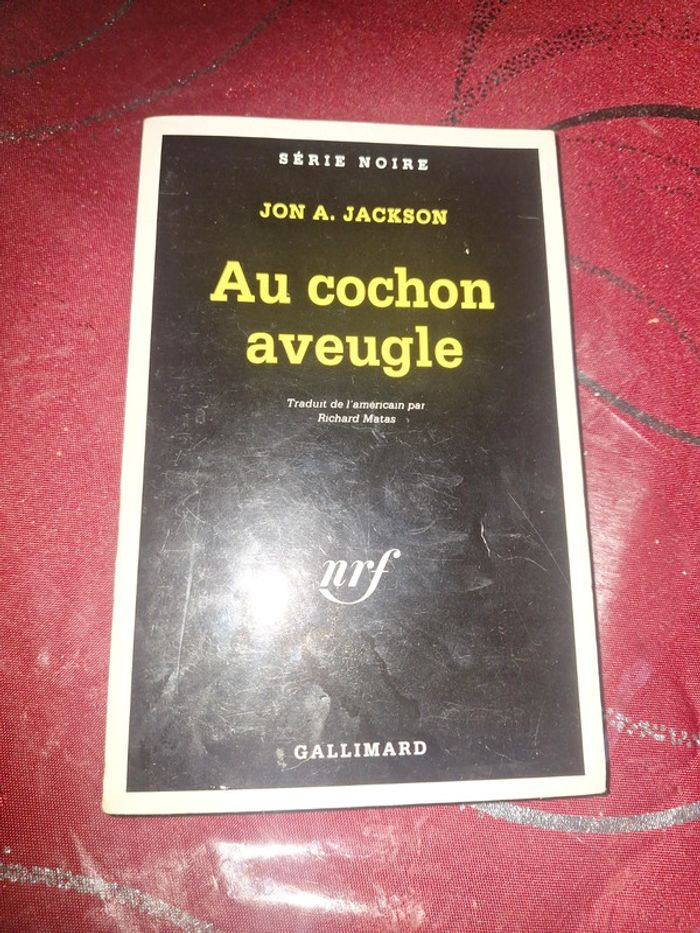 SÉRIE NOIRE
JON A. JACKSON
Au cochon
aveugle
Traduit de l'américain par
Richard Matas
nrf
GALLIMARD